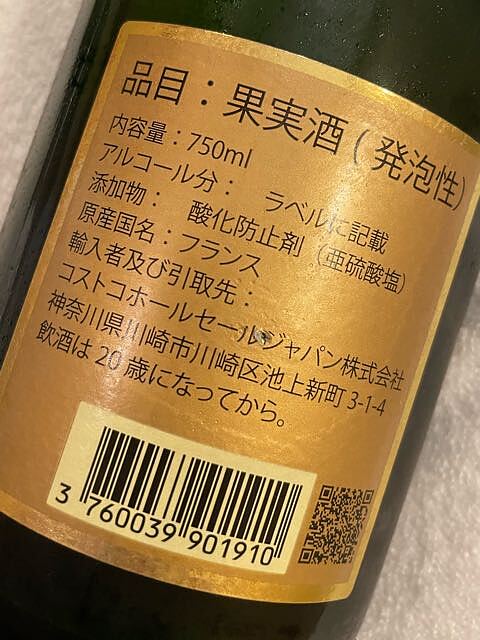 品目：果実酒(発泡性)
内容量：750ml
アルコール分： ラベルに記載
添加物： 酸化防止剤（亜硫酸塩）
原産国名：フランス
輸入者及び引取先：
コストコホールセールジャパン株式会社
神奈川県川崎市川崎区池上新町 3-1-4
飲酒は 20 歳になってから。
3 760039 901910